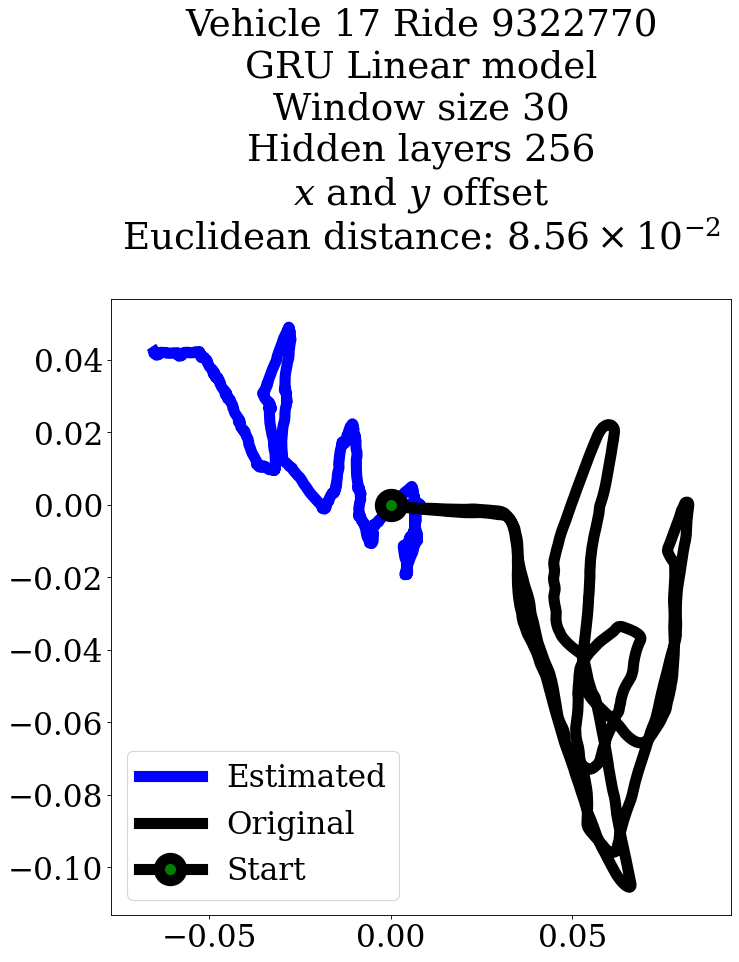 Vehicle 17 Ride 9322770
GRU Linear model
Window size 30
Hidden layers 256
x and y offset
Euclidean distance: 8.56 × 10⁻²
0.04
0.02
0.00
−0.02
−0.04
−0.06
−0.08
−0.10
Estimated
Original
Start
−0.05
0.00
0.05